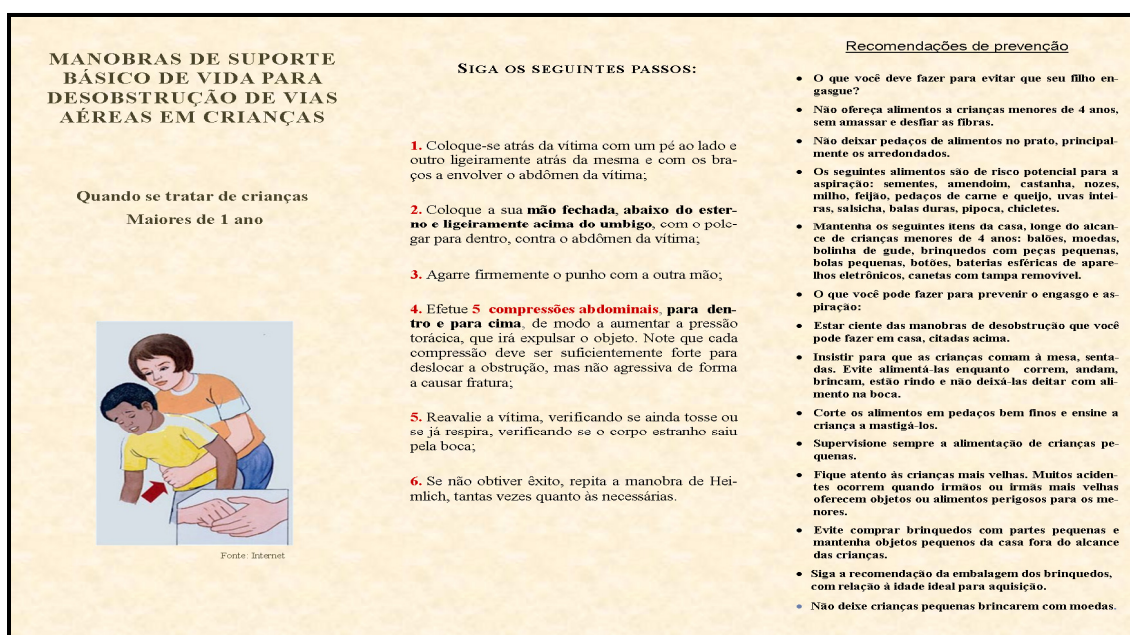 MANOBRAS DE SUPORTE
BÁSICO DE VIDA PARA
DESOBSTRUÇÃO DE VIAS
AÉREAS EM CRIANÇAS
Quando se tratar de crianças
Maiores de 1 ano
Fonte: Internet
SIGA OS SEGUINTES PASSOS:
1. Coloque-se atrás da vítima com um pé ao lado e
outro ligeiramente atrás da mesma e com os bra-
ços a envolver o abdômen da vítima;
2. Coloque a sua mão fechada, abaixo do ester-
no e ligeiramente acima do umbigo, com o pole-
gar para dentro, contra o abdômen da vítima;
3. Agarre firmemente o punho com a outra mão;
4. Efetue 5 compressões abdominais, para den-
tro e para cima, de modo a aumentar a pressão
torácica, que irá expulsar o objeto. Note que cada
compressão deve ser suficientemente forte para
deslocar a obstrução, mas não agressiva de forma
a causar fratura;
5. Reavalie a vítima, verificando se ainda tosse ou
se já respira, verificando se o corpo estranho saiu
pela boca;
6. Se não obtiver êxito, repita a manobra de Hei-
mlich, tantas vezes quanto às necessárias.
Recomendações de prevenção
• O que você deve fazer para evitar que seu filho en-
gasgue?
• Não ofereça alimentos a crianças menores de 4 anos,
sem amassar e desfiar as fibras.
• Não deixar pedaços de alimentos no prato, principal-
mente os arredondados.
• Os seguintes alimentos são de risco potencial para a
aspiração: sementes, amendoim, castanha, nozes,
milho, feijão, pedaços de carne e queijo, uvas intei-
ras, salsicha, balas duras, pipoca, chicletes.
• Mantenha os seguintes itens da casa, longe do alcan-
ce de crianças menores de 4 anos: balões, moedas,
bolinha de gude, brinquedos com peças pequenas,
bolas pequenas, botões, baterias esféricas de apare-
lhos eletrônicos, canetas com tampa removível.
• O que você pode fazer para prevenir o engasgo e as-
piração:
• Estar ciente das manobras de desobstrução que você
pode fazer em casa, citadas acima.
• Insistir para que as crianças comam à mesa, senta-
das. Evite alimentá-las enquanto correm, andam,
brincam, estão rindo e não deixá-las deitar com ali-
mento na boca.
• Corte os alimentos em pedaços bem finos e ensine a
criança a mastigá-los.
• Supervisione sempre a alimentação de crianças pe-
quenas.
• Fique atento às crianças mais velhas. Muitos aciden-
tes ocorrem quando irmãos ou irmãs mais velhas
oferecem objetos ou alimentos perigosos para os me-
nores.
• Evite comprar brinquedos com partes pequenas e
mantenha objetos pequenos da casa fora do alcance
das crianças.
• Siga a recomendação da embalagem dos brinquedos,
com relação à idade ideal para aquisição.
• Não deixe crianças pequenas brincarem com moedas.